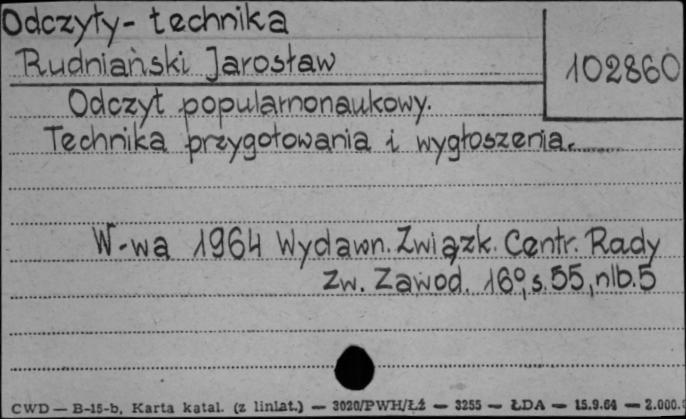 Odczyty - technika
Rudniański Jarosław
102860
Odczyt popularnonaukowy.
Technika przygotowania i wygłoszenia.
W-wa 1964 Wydawn. Związk. Centr. Rady
Zw. Zawod. 16°, s. 55, nlb. 5
CWD — B-15-b, Karta katal. (z liniat.) — 3020/PWH/Łż — 3255 — ŁDA — 15.9.64 — 2.000.